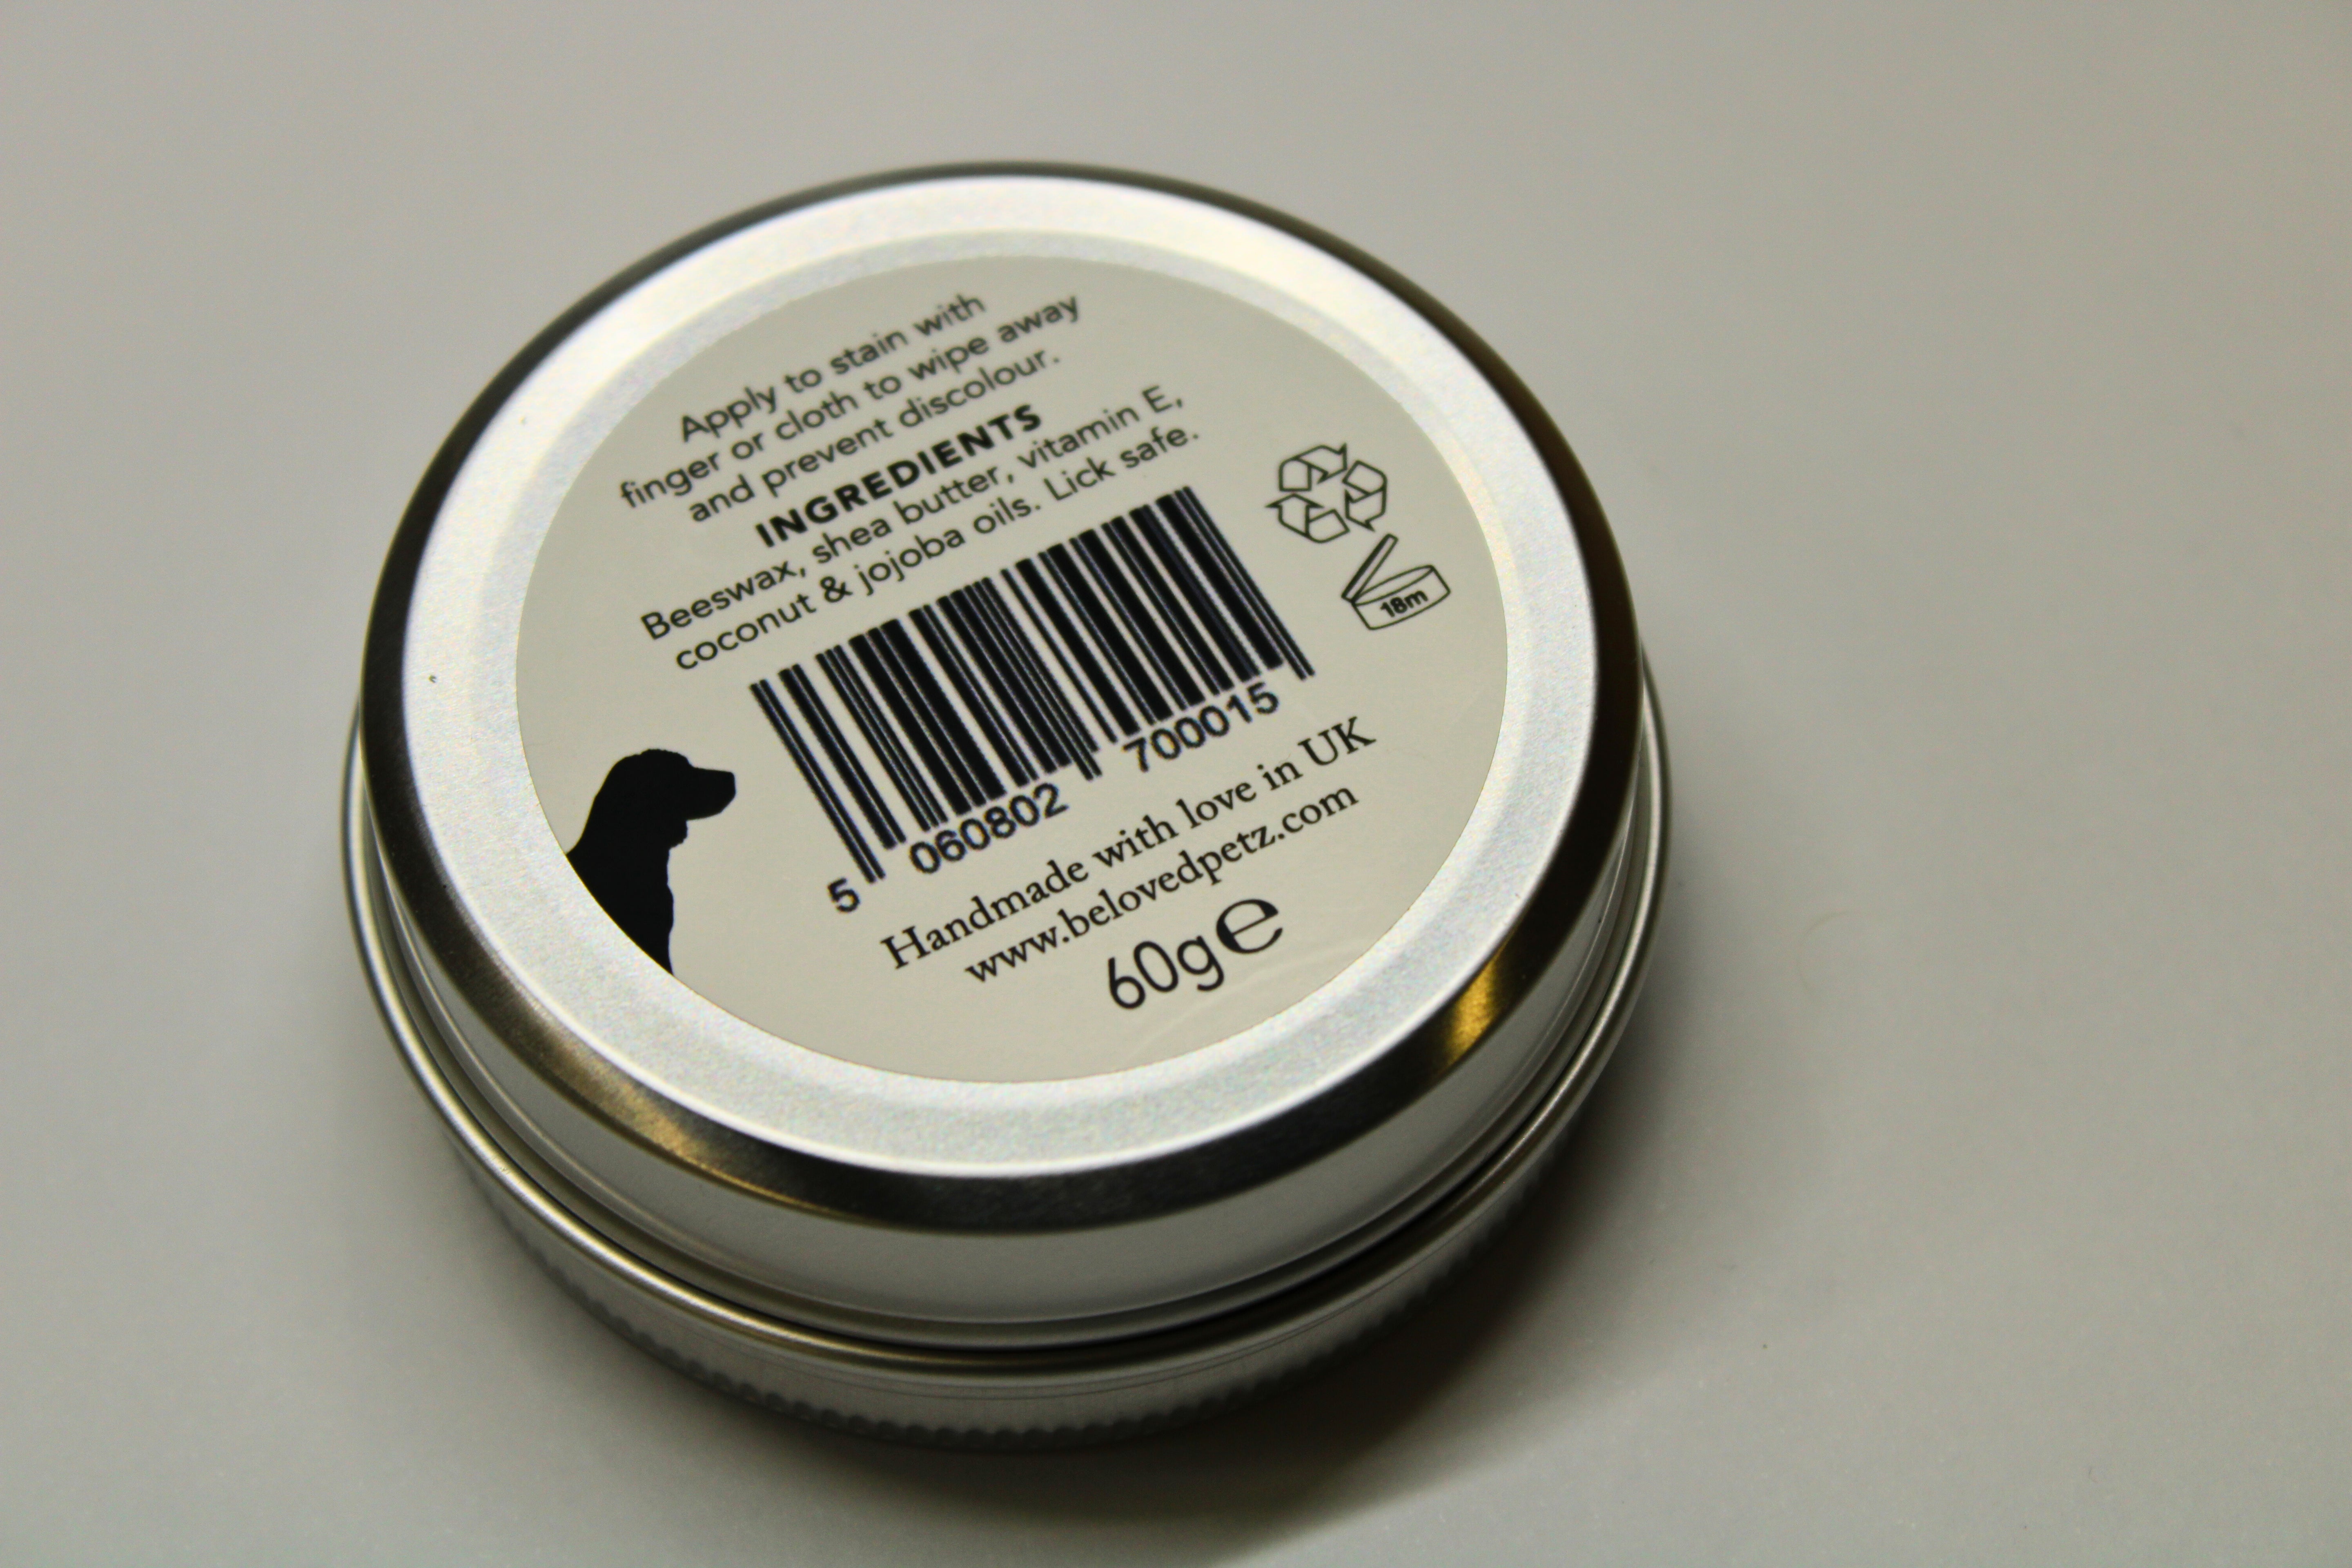 Apply to stain with
finger or cloth to wipe away
and prevent discolour.
INGREDIENTS
Beeswax, shea butter, vitamin E,
coconut & jojoba oils. Lick safe.
18m
5 060802 700015
Handmade with love in UK
www.belovedpetz.com
60g℮